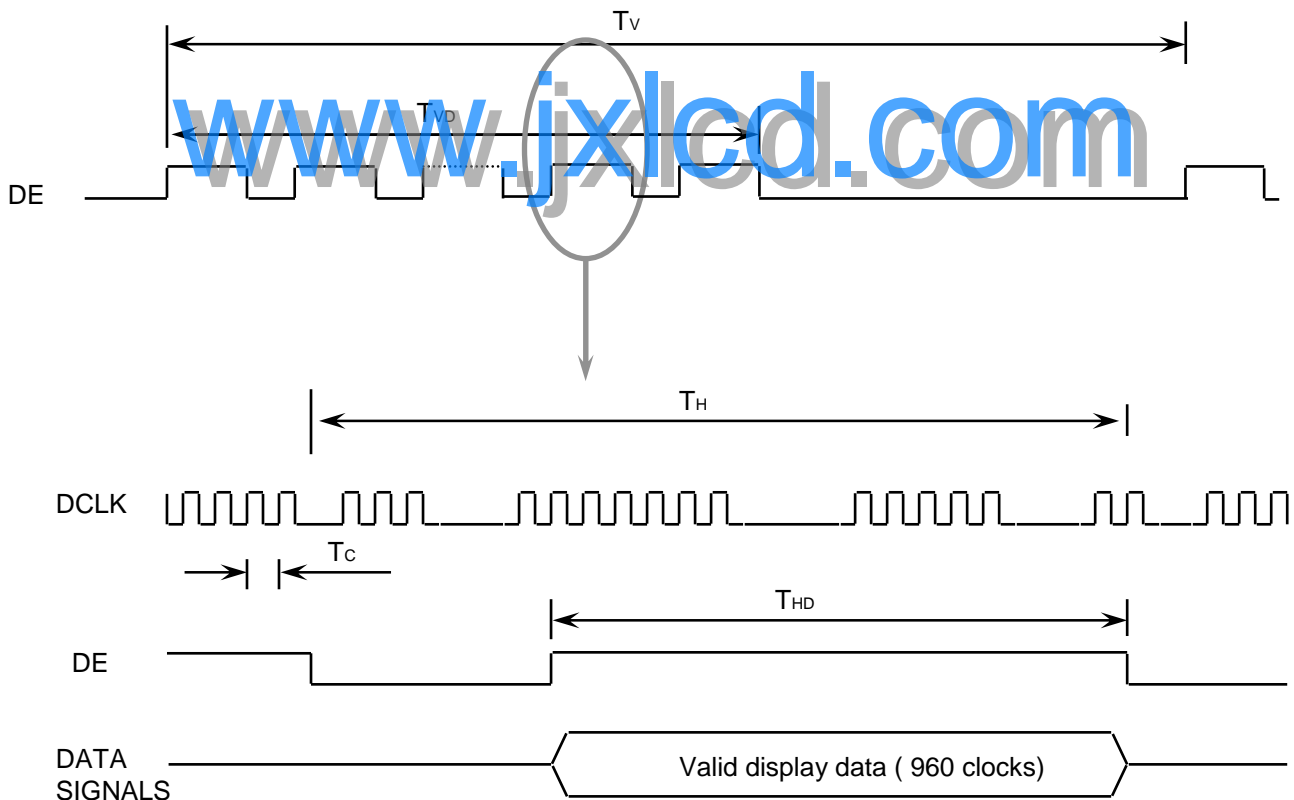 TV
www.jxlcd.com
TVD
DE
TH
DCLK
TC
THD
DE
DATA
SIGNALS
Valid display data ( 960 clocks)